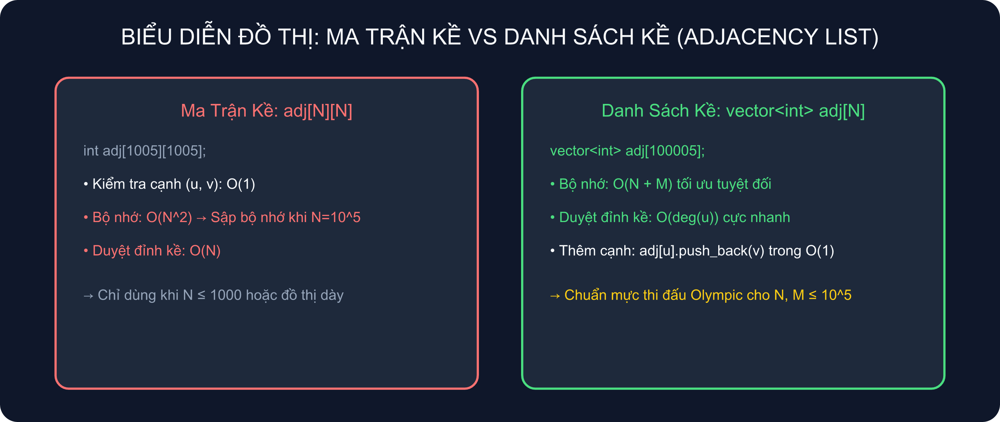 BIỂU DIỄN ĐỒ THỊ: MA TRẬN KỀ VS DANH SÁCH KỀ (ADJACENCY LIST)
Ma Trận Kề: adj[N][N]
int adj[1005][1005];
• Kiểm tra cạnh (u, v): O(1)
• Bộ nhớ: O(N^2) → Sập bộ nhớ khi N=10^5
• Duyệt đỉnh kề: O(N)
→ Chỉ dùng khi N ≤ 1000 hoặc đồ thị dày
Danh Sách Kề: vector<int> adj[N]
vector<int> adj[100005];
• Bộ nhớ: O(N + M) tối ưu tuyệt đối
• Duyệt đỉnh kề: O(deg(u)) cực nhanh
• Thêm cạnh: adj[u].push_back(v) trong O(1)
→ Chuẩn mực thi đấu Olympic cho N, M ≤ 10^5